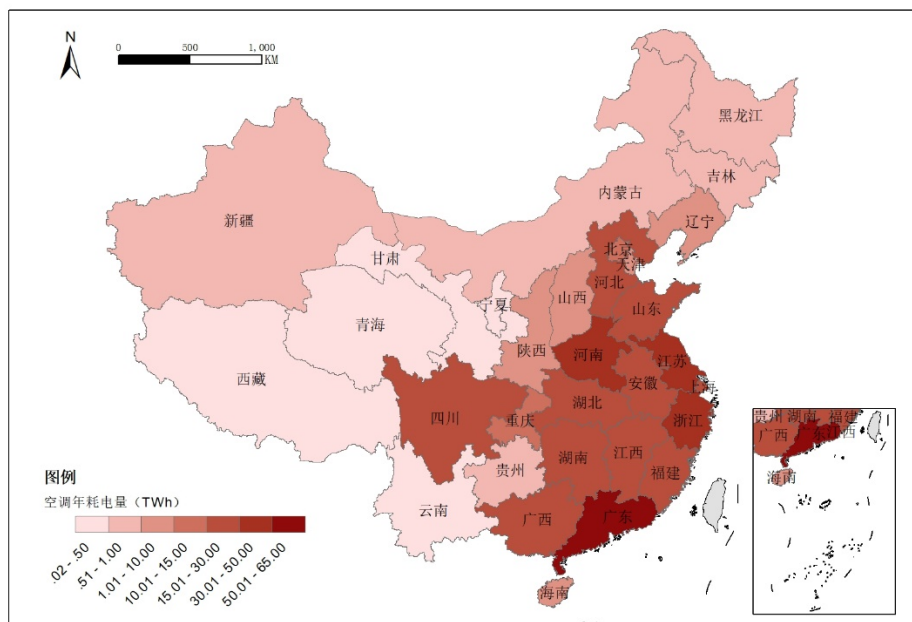 N
0 500 1,000
KM
黑龙江
吉林
内蒙古
辽宁
新疆
甘肃
北京
天津
河北
宁夏
山西
山东
青海
陕西
河南
江苏
西藏
安徽
上海
四川
重庆
湖北
浙江
贵州
湖南
江西
福建
云南
广西
广东
海南
贵州 湖南 福建
广西 广东江西
海南
图例
空调年耗电量（TWh）
.02 - .50
.51 - 1.00
1.01 - 10.00
10.01 - 15.00
15.01 - 30.00
30.01 - 50.00
50.01 - 65.00